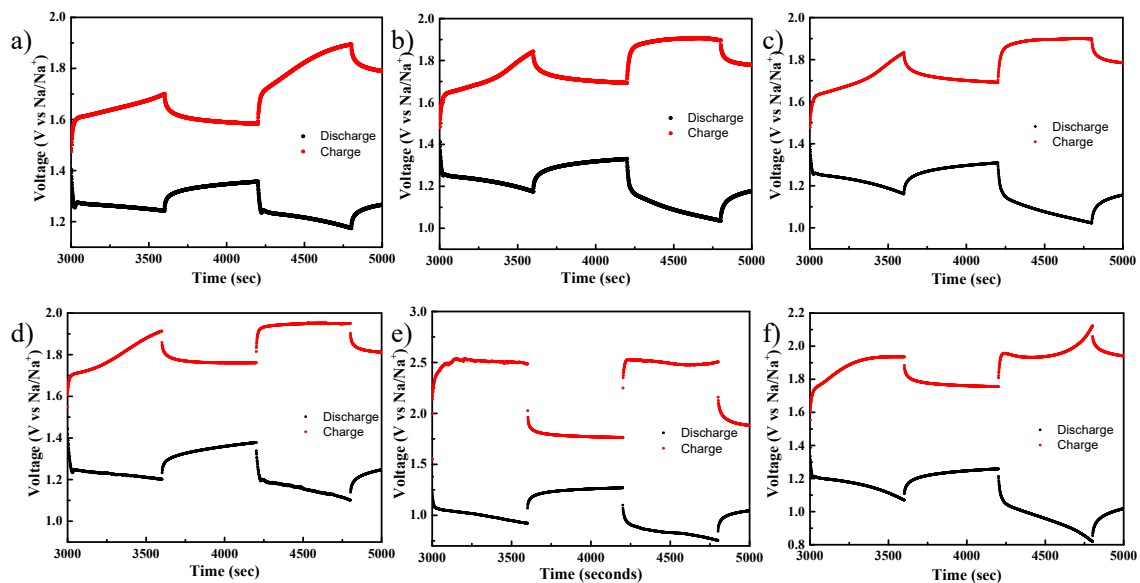 a)
2.0
1.8
1.6
1.4
1.2
Voltage (V vs Na/Na⁺)
Discharge
Charge
3000 3500 4000 4500 5000
Time (sec)
b)
2.0
1.8
1.6
1.4
1.2
1.0
Voltage (V vs Na/Na⁺)
Discharge
Charge
3000 3500 4000 4500 5000
Time (sec)
c)
2.0
1.8
1.6
1.4
1.2
1.0
Voltage (V vs Na/Na⁺)
Discharge
Charge
3000 3500 4000 4500 5000
Time (sec)
d)
2.0
1.9
1.8
1.6
1.4
1.2
1.0
Voltage (V vs Na/Na⁺)
Discharge
Charge
3000 3500 4000 4500 5000
Time (sec)
e)
3.0
2.5
2.0
1.5
1.0
Voltage (V vs Na/Na⁺)
Discharge
Charge
3000 3500 4000 4500 5000
Time (seconds)
f)
2.2
2.0
1.8
1.6
1.4
1.2
1.0
0.8
Voltage (V vs Na/Na⁺)
Discharge
Charge
3000 3500 4000 4500 5000
Time (sec)